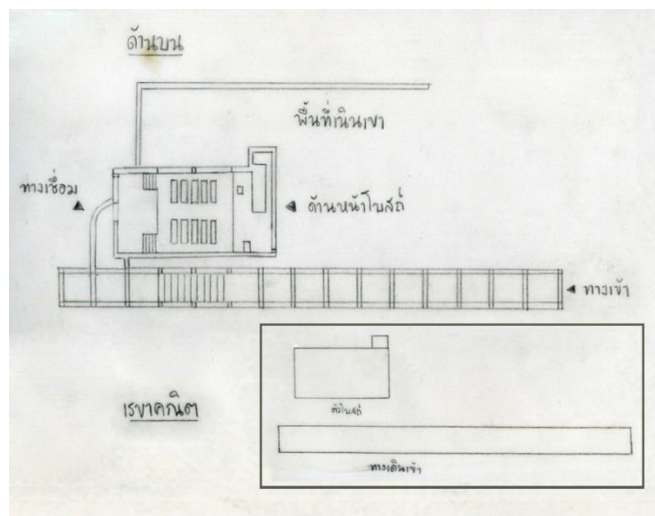 ด้านบน
พื้นที่เนินเขา
ทางเชื่อม
ด้านหน้าโบสถ์
ทางเข้า
เรขาคณิต
ตัวโบสถ์
ทางเดินเข้า